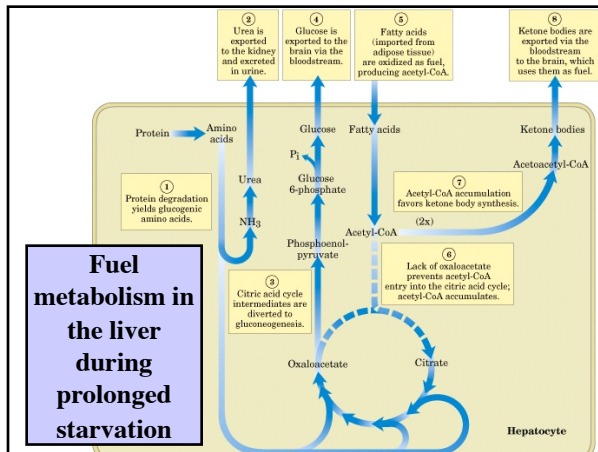 2
Urea is
exported
to the kidney
and excreted
in urine.
4
Glucose is
exported to the
brain via the
bloodstream.
5
Fatty acids
(imported from
adipose tissue)
are oxidized as fuel,
producing acetyl-CoA.
8
Ketone bodies are
exported via the
bloodstream
to the brain, which
uses them as fuel.
Protein
Amino
acids
Glucose
Fatty acids
Ketone bodies
Pi
Acetoacetyl-CoA
Urea
Glucose
6-phosphate
1
Protein degradation
yields glucogenic
amino acids.
7
Acetyl-CoA accumulation
favors ketone body synthesis.
NH3
Acetyl-CoA
(2x)
Phosphoenol-
pyruvate
6
Lack of oxaloacetate
prevents acetyl-CoA
entry into the citric acid cycle;
acetyl-CoA accumulates.
3
Citric acid cycle
intermediates are
diverted to
gluconeogenesis.
Fuel
metabolism in
the liver
during
prolonged
starvation
Oxaloacetate
Citrate
Hepatocyte